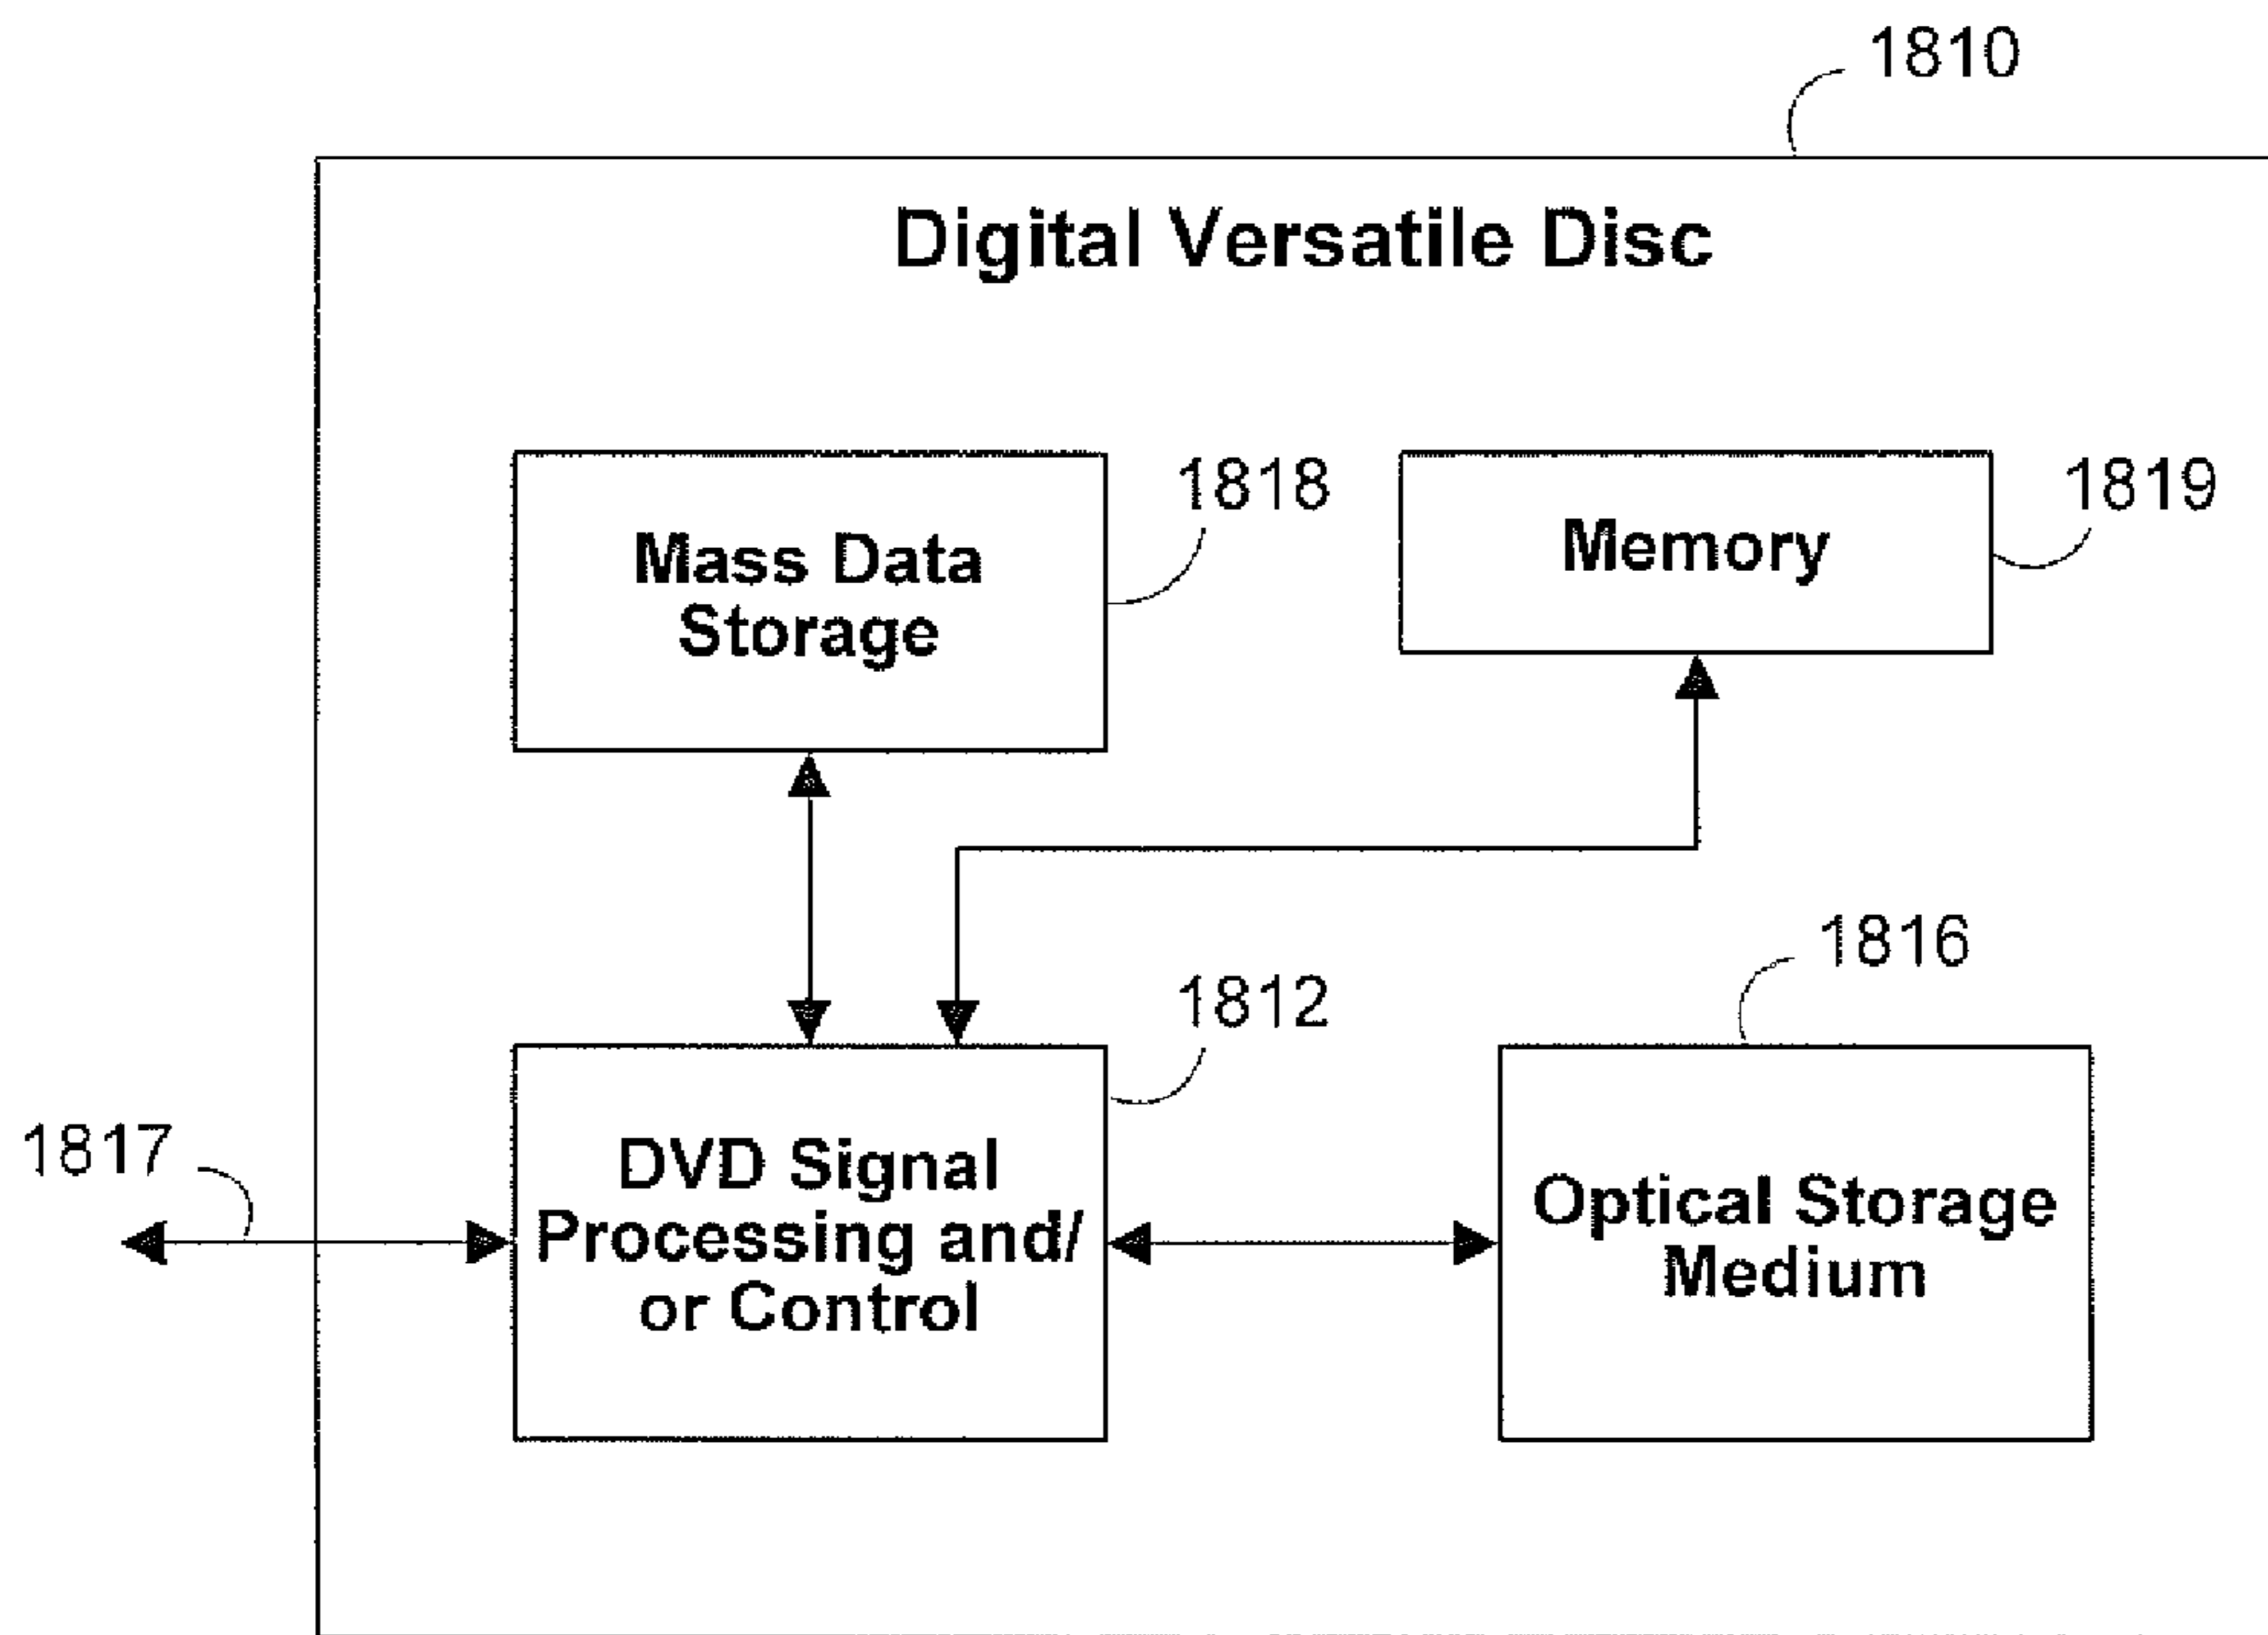 1810
Digital Versatile Disc
1818
1819
Mass Data
Storage
Memory
1816
1812
1817
DVD Signal
Processing and/
or Control
Optical Storage
Medium